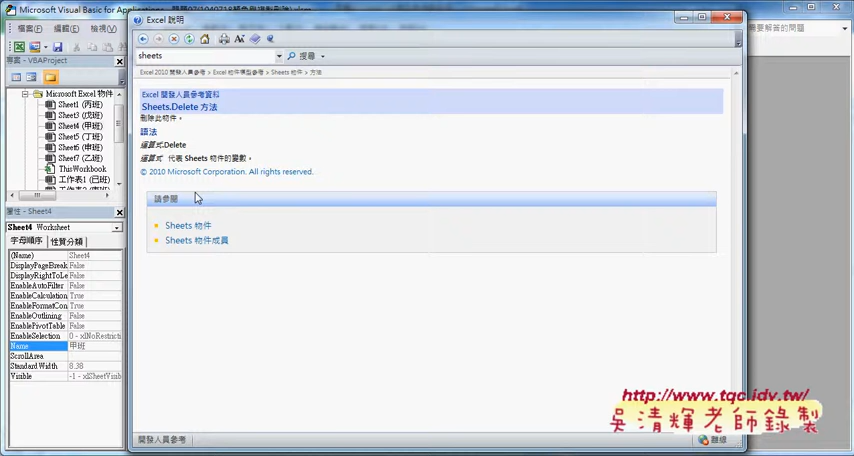 Microsoft Visual Basic for Applications
檔案(F) 編輯(E) 檢視(V)
專案 - VBAProject
Microsoft Excel 物件
Sheet1 (丙班)
Sheet3 (戊班)
Sheet4 (甲班)
Sheet5 (丁班)
Sheet6 (庚班)
Sheet7 (乙班)
ThisWorkbook
工作表1 (己班)
屬性 - Sheet4
Sheet4 Worksheet
字母順序 性質分類
(Name) Sheet4
DisplayPageBreak False
DisplayRightToLe False
EnableAutoFilter False
EnableCalculation True
EnableFormatCon True
EnableOutlining False
EnablePivotTable False
EnableSelection 0 - xlNoRestricti
Name 甲班
ScrollArea
StandardWidth 8.38
Visible -1 - xlSheetVisib
Excel 說明
sheets
搜尋
Excel 2010 開發人員參考 > Excel 物件模型參考 > Sheets 物件 > 方法
Excel 開發人員參考資料
Sheets.Delete 方法
刪除此物件。
語法
運算式.Delete
運算式 代表 Sheets 物件的變數。
© 2010 Microsoft Corporation. All rights reserved.
請參閱
Sheets 物件
Sheets 物件成員
開發人員參考
離線
需要解答的問題
http://www.tqc.idv.tw/
吳清輝老師錄製